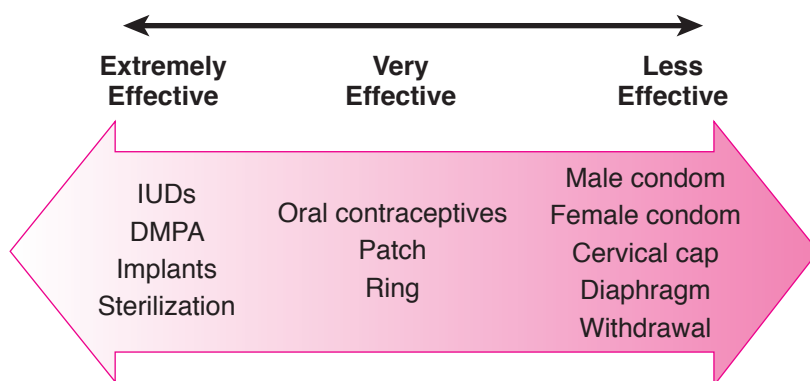 Extremely
Effective
Very
Effective
Less
Effective
IUDs
DMPA
Implants
Sterilization
Oral contraceptives
Patch
Ring
Male condom
Female condom
Cervical cap
Diaphragm
Withdrawal